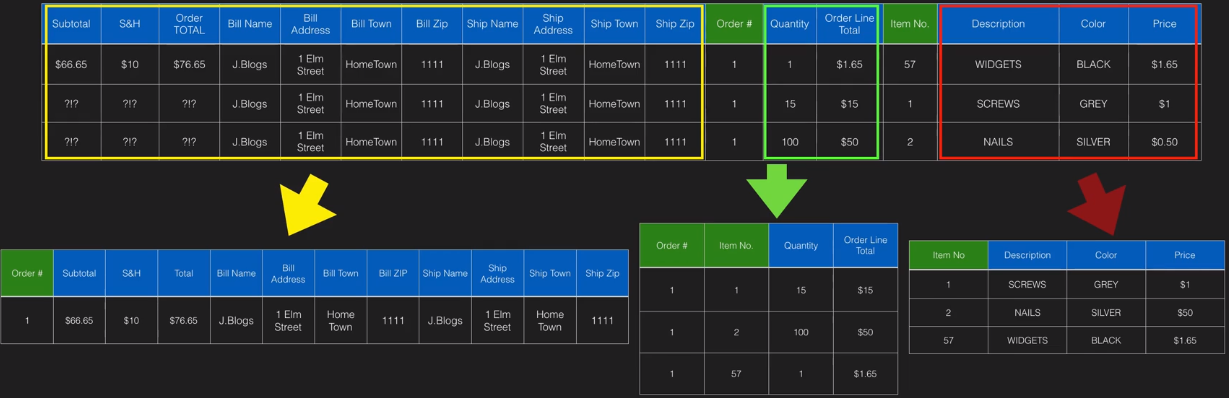 Subtotal S&H Order TOTAL Bill Name Bill Address Bill Town Bill Zip Ship Name Ship Address Ship Town Ship Zip Order # Quantity Order Line Total Item No. Description Color Price
$66.65 $10 $76.65 J.Blogs 1 Elm Street HomeTown 1111 J.Blogs 1 Elm Street HomeTown 1111 1 1 $1.65 57 WIDGETS BLACK $1.65
?!? ?!? ?!? J.Blogs 1 Elm Street HomeTown 1111 J.Blogs 1 Elm Street HomeTown 1111 1 15 $15 1 SCREWS GREY $1
?!? ?!? ?!? J.Blogs 1 Elm Street HomeTown 1111 J.Blogs 1 Elm Street HomeTown 1111 1 100 $50 2 NAILS SILVER $0.50
Order # Subtotal S&H Total Bill Name Bill Address Bill Town Bill ZIP Ship Name Ship Address Ship Town Ship Zip
1 $66.65 $10 $76.65 J.Blogs 1 Elm Street Home Town 1111 J.Blogs 1 Elm Street Home Town 1111
Order # Item No. Quantity Order Line Total
1 1 15 $15
1 2 100 $50
1 57 1 $1.65
Item No Description Color Price
1 SCREWS GREY $1
2 NAILS SILVER $50
57 WIDGETS BLACK $1.65